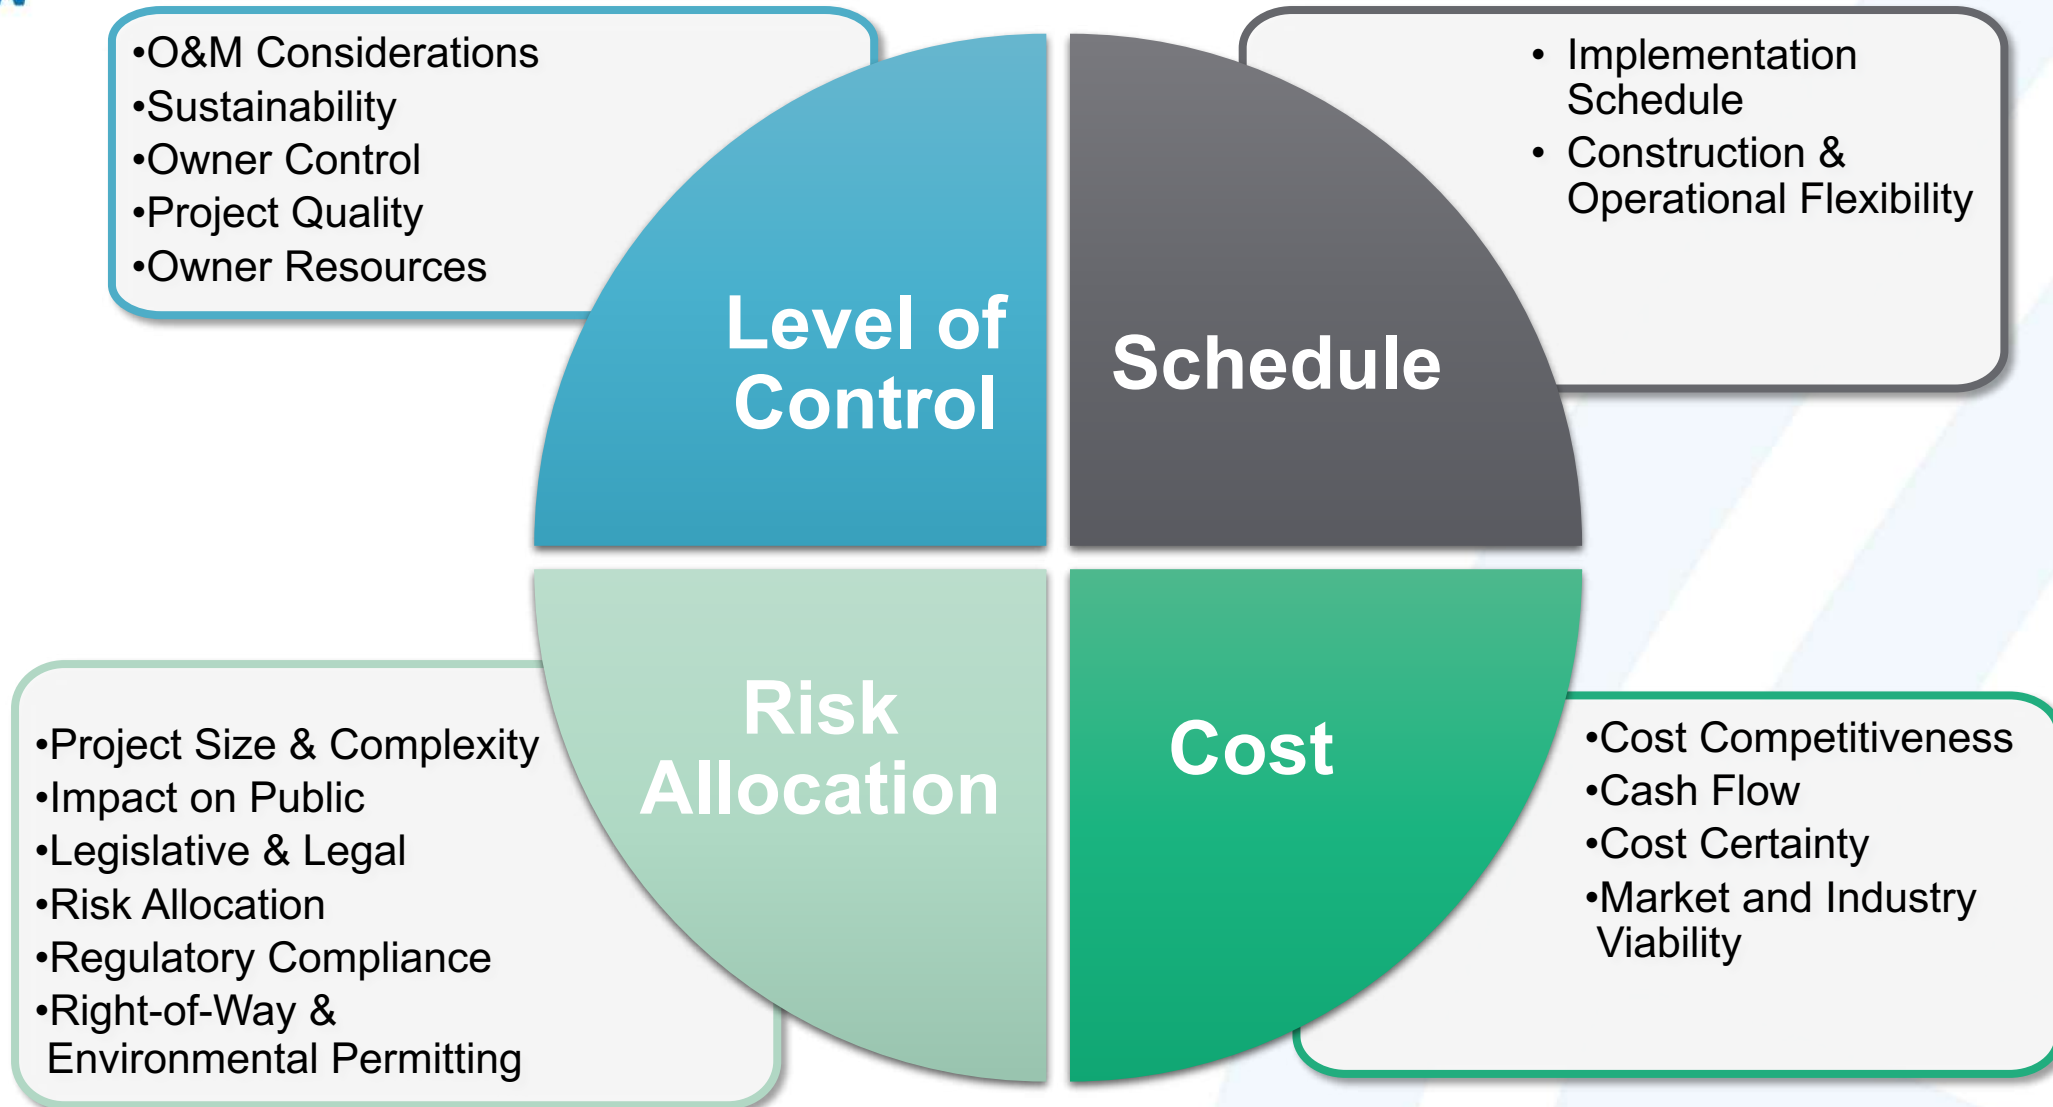 •O&M Considerations
•Sustainability
•Owner Control
•Project Quality
•Owner Resources
Level of
Control
• Implementation
Schedule
• Construction &
Operational Flexibility
Schedule
•Project Size & Complexity
•Impact on Public
•Legislative & Legal
•Risk Allocation
•Regulatory Compliance
•Right-of-Way &
Environmental Permitting
Risk
Allocation
Cost
•Cost Competitiveness
•Cash Flow
•Cost Certainty
•Market and Industry
Viability